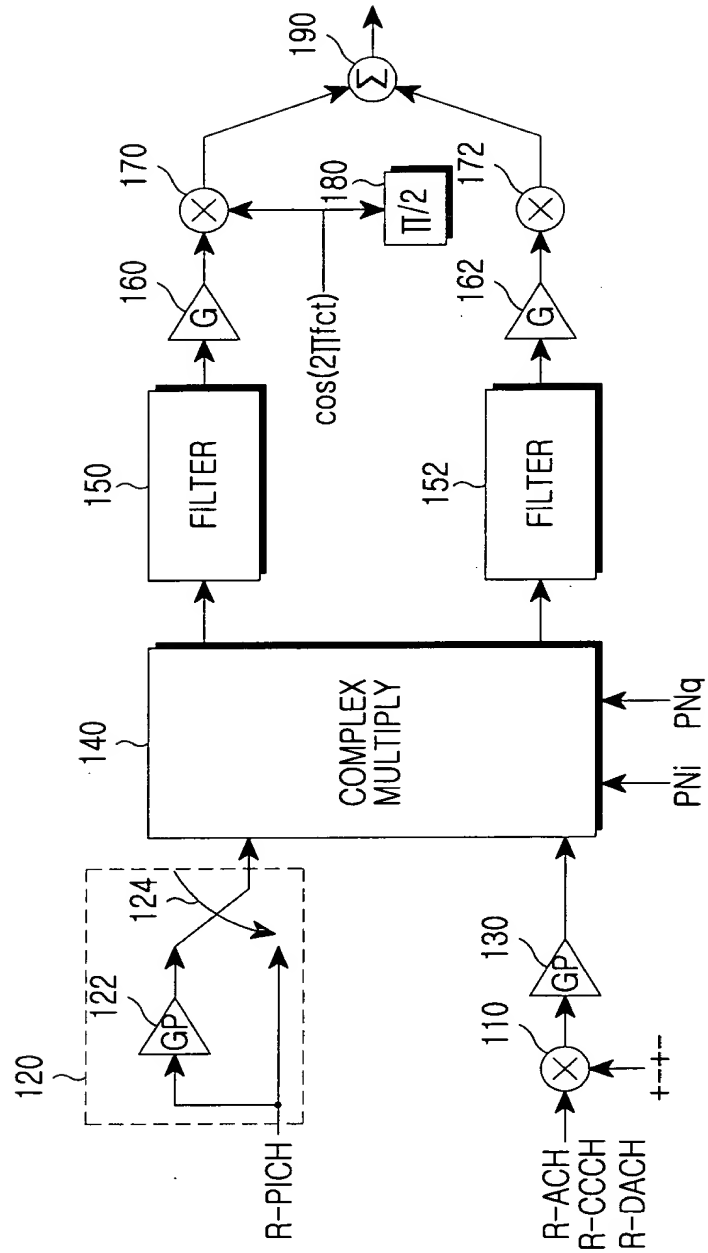 120
122
GP
124
R-PICH
R-ACH
R-CCCH
R-DACH
110
×
+−+−
130
GP
140
COMPLEX
MULTIPLY
PNi
PNq
150
FILTER
152
FILTER
160
G
162
G
cos(2πfct)
170
×
180
π/2
172
×
190
Σ